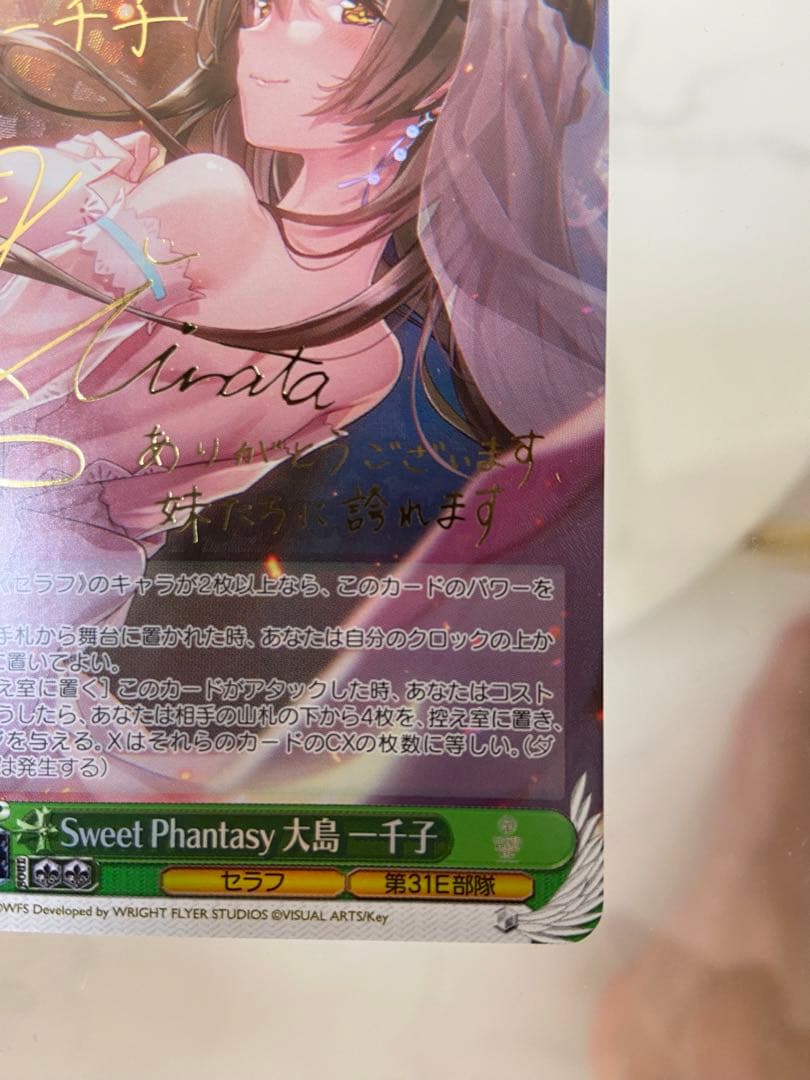 一千子
Hirata
ありがとうございます
妹たちに誇れます
《セラフ》のキャラが2枚以上なら、このカードのパワーを
手札から舞台に置かれた時、あなたは自分のクロックの上か
に置いてよい。
え室に置く］このカードがアタックした時、あなたはコスト
うしたら、あなたは相手の山札の下から4枚を、控え室に置き、
ジを与える。XはそれらのカードのCXの枚数に等しい。（ダ
は発生する）
Sweet Phantasy 大島 一千子
SOUL
セラフ 第31E部隊
©WFS Developed by WRIGHT FLYER STUDIOS ©VISUAL ARTS/Key